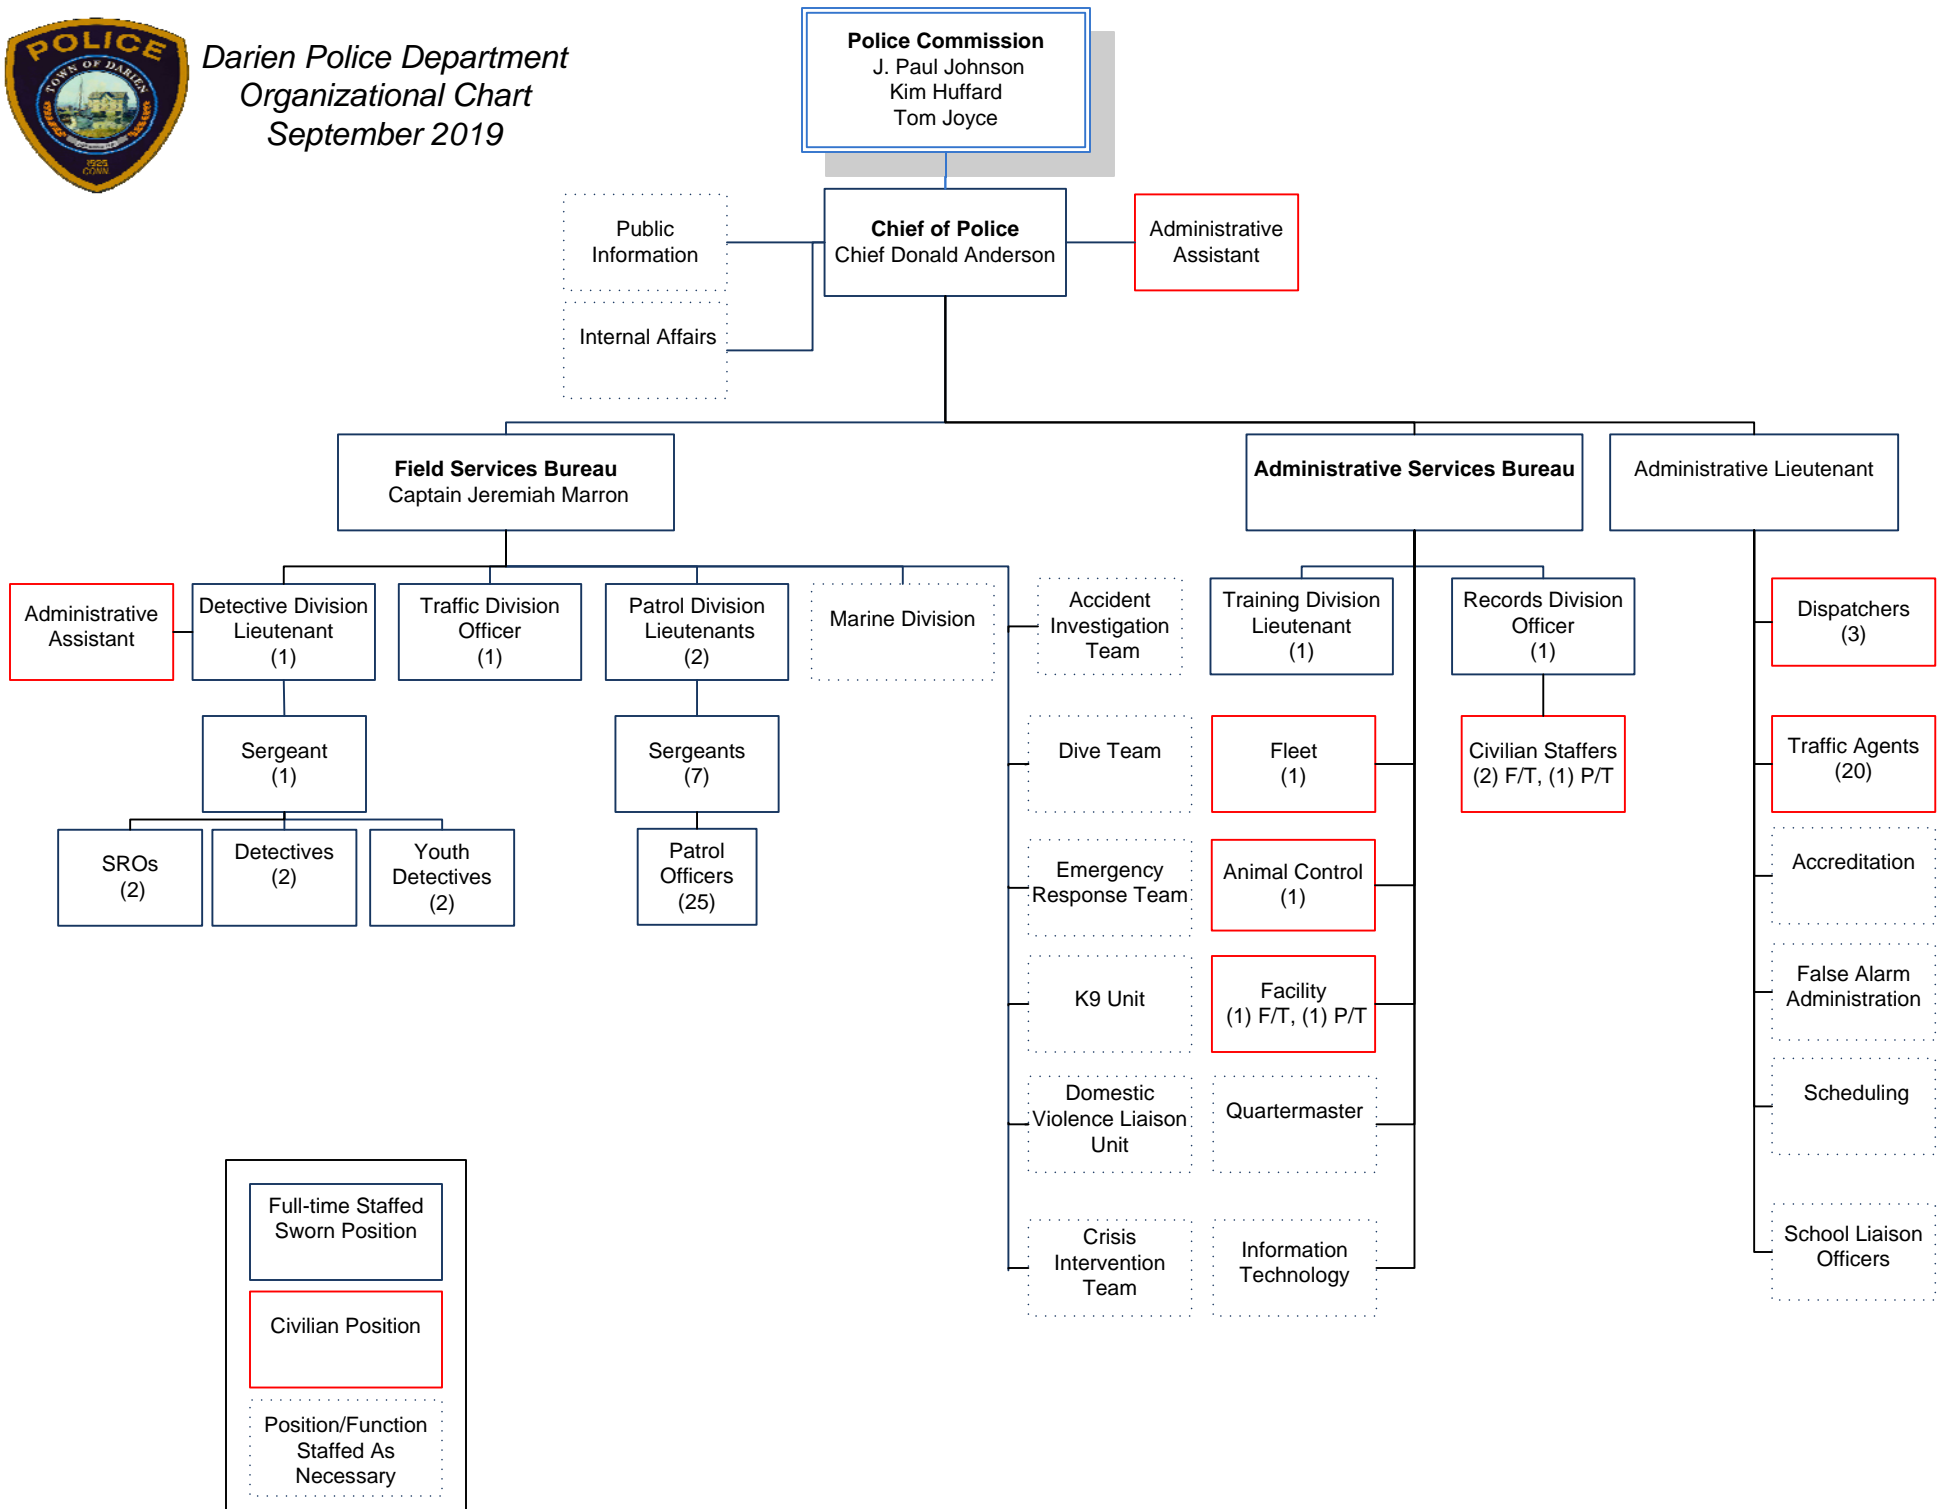 POLICE
TOWN OF DARIEN
1925
CONN.
Darien Police Department
Organizational Chart
September 2019
Police Commission
J. Paul Johnson
Kim Huffard
Tom Joyce
Public
Information
Chief of Police
Chief Donald Anderson
Administrative
Assistant
Internal Affairs
Field Services Bureau
Captain Jeremiah Marron
Administrative Services Bureau
Administrative Lieutenant
Administrative
Assistant
Detective Division
Lieutenant
(1)
Traffic Division
Officer
(1)
Patrol Division
Lieutenants
(2)
Marine Division
Accident
Investigation
Team
Training Division
Lieutenant
(1)
Records Division
Officer
(1)
Dispatchers
(3)
Sergeant
(1)
Sergeants
(7)
Dive Team
Fleet
(1)
Civilian Staffers
(2) F/T, (1) P/T
Traffic Agents
(20)
SROs
(2)
Detectives
(2)
Youth
Detectives
(2)
Patrol
Officers
(25)
Emergency
Response Team
Animal Control
(1)
Accreditation
K9 Unit
Facility
(1) F/T, (1) P/T
False Alarm
Administration
Domestic
Violence Liaison
Unit
Quartermaster
Scheduling
Crisis
Intervention
Team
Information
Technology
School Liaison
Officers
Full-time Staffed
Sworn Position
Civilian Position
Position/Function
Staffed As
Necessary